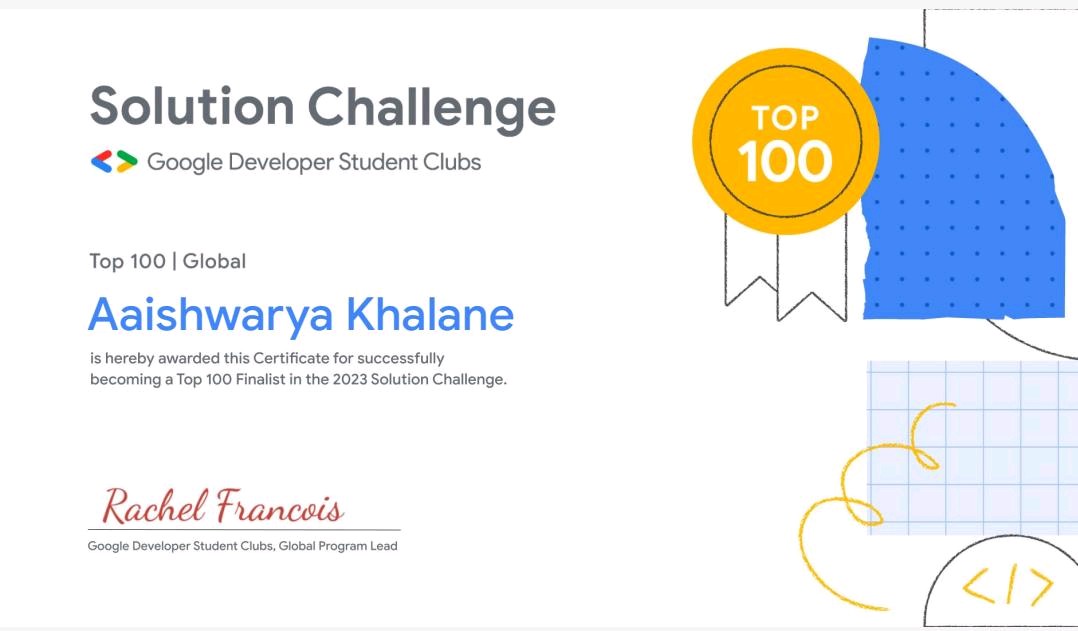 Solution Challenge
Google Developer Student Clubs
TOP
100
Top 100 | Global
Aaishwarya Khalane
is hereby awarded this Certificate for successfully
becoming a Top 100 Finalist in the 2023 Solution Challenge.
Rachel Francois
Google Developer Student Clubs, Global Program Lead
</>